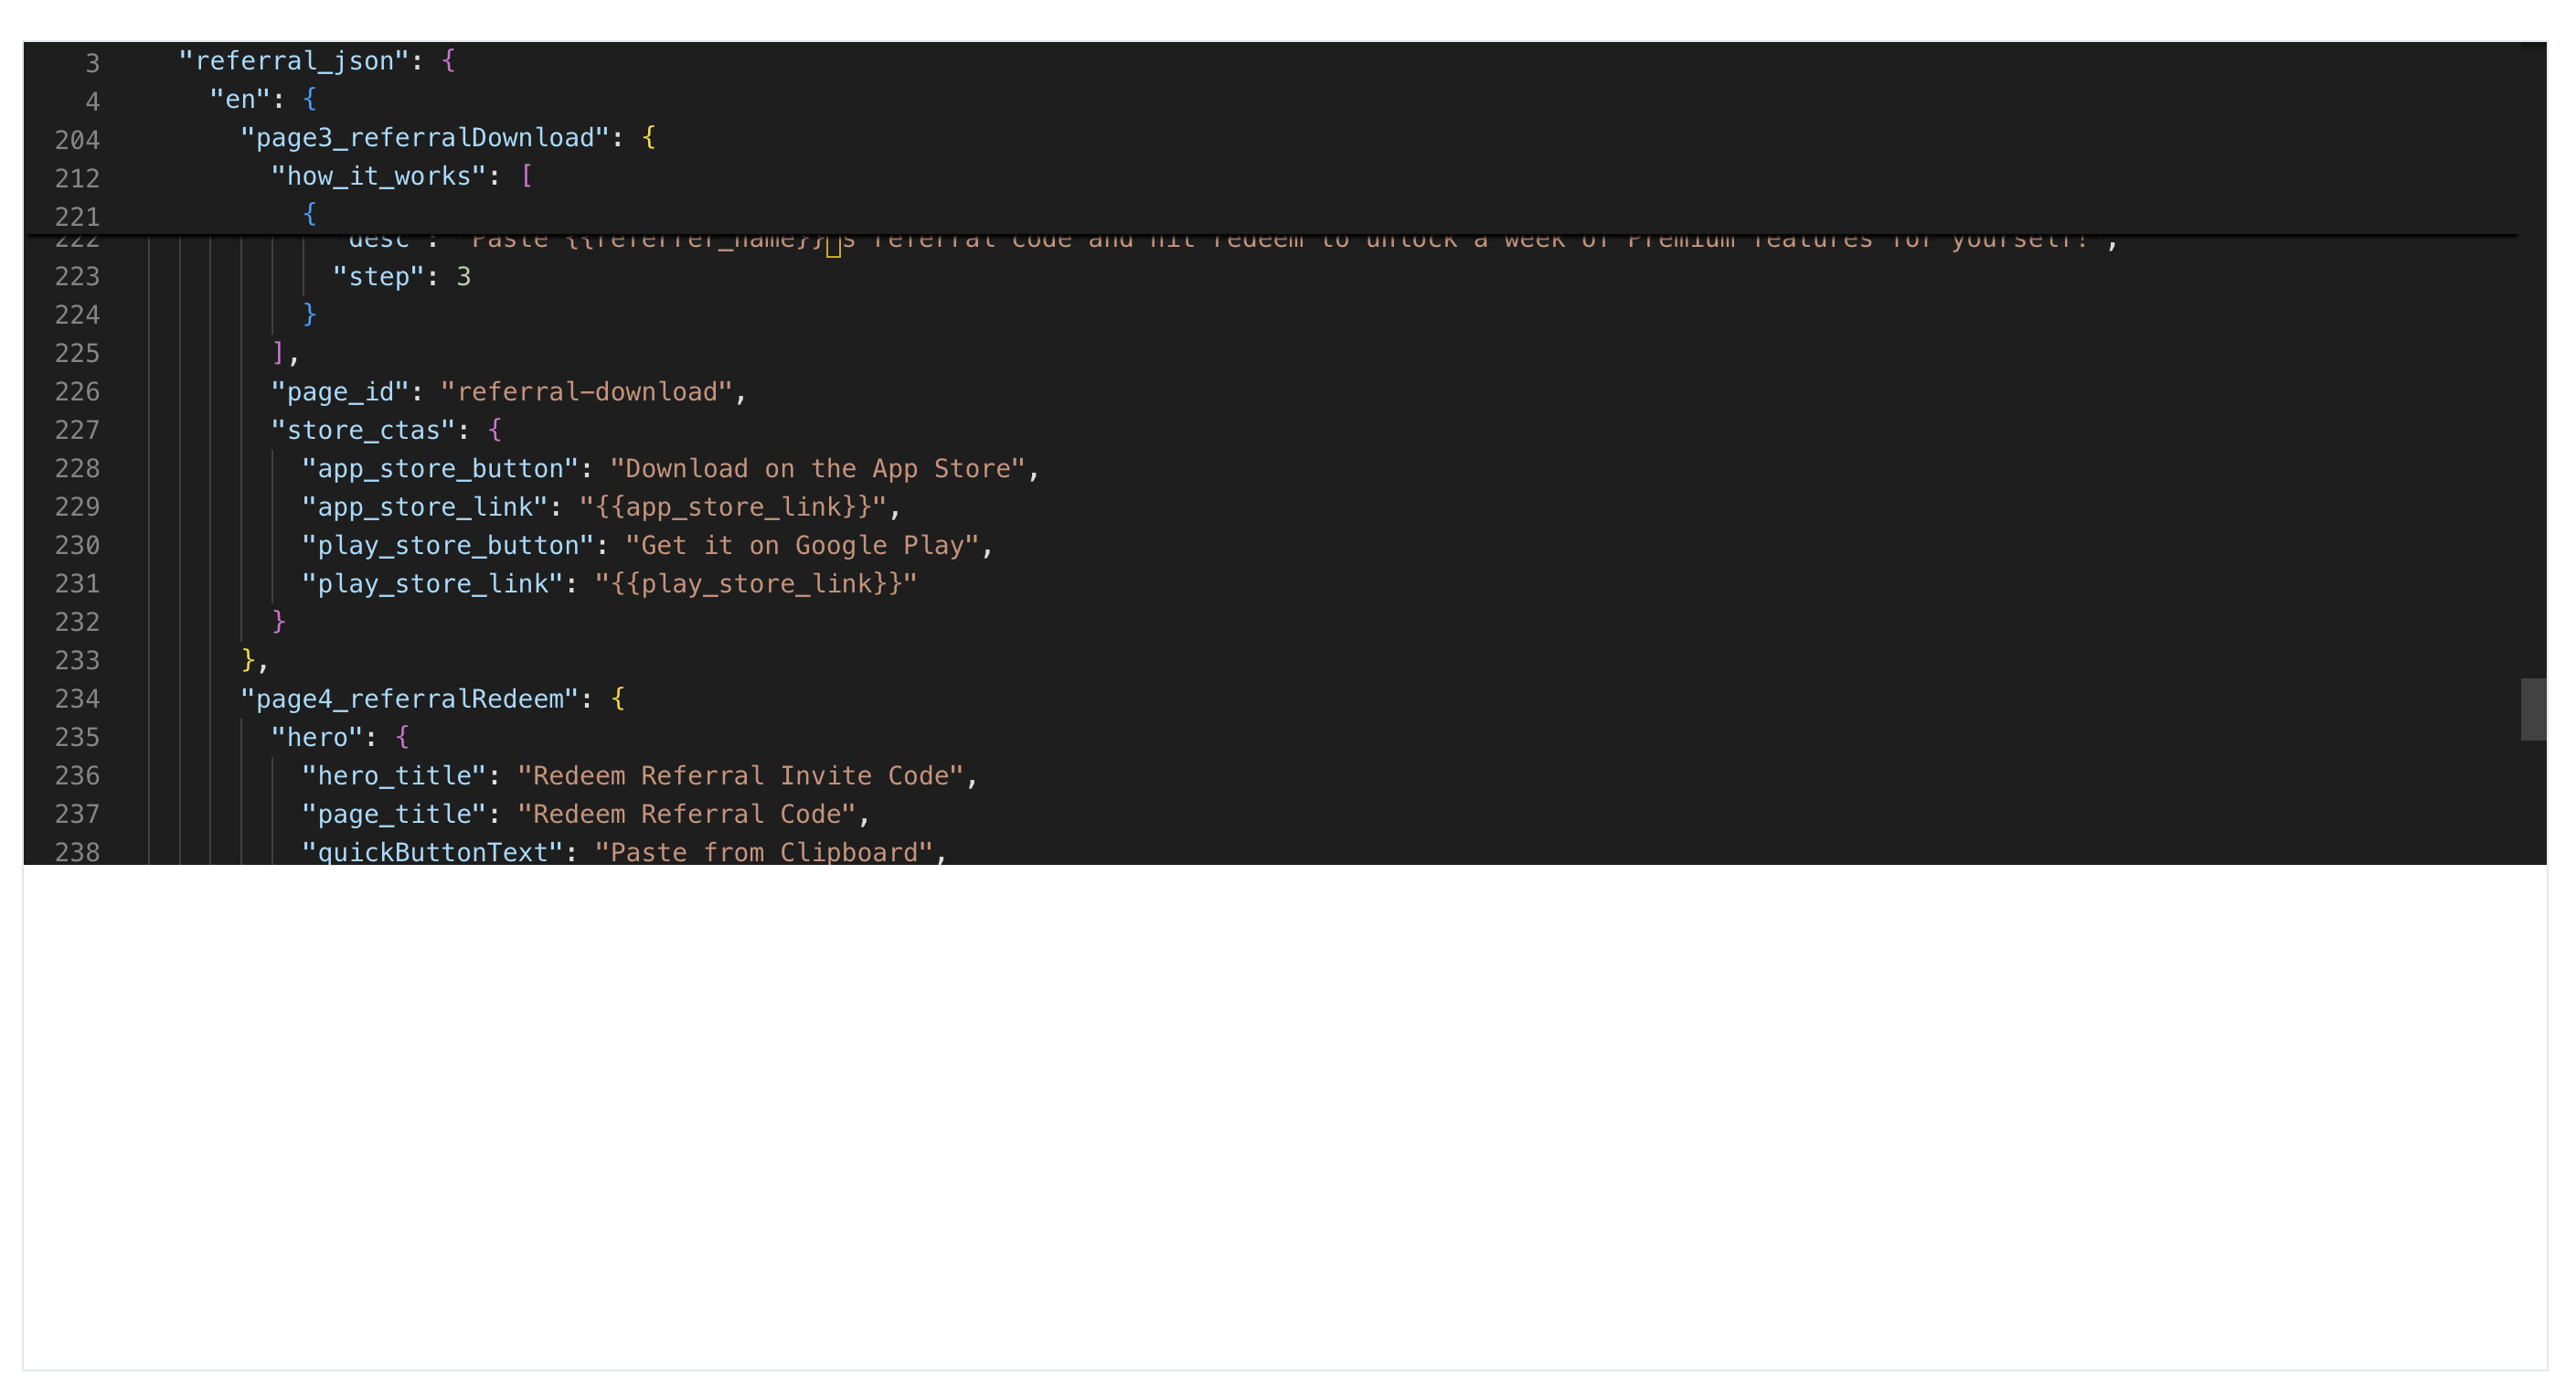 3 "referral_json": {
4 "en": {
204 "page3_referralDownload": {
212 "how_it_works": [
221 {
222 "desc": "Paste {{referrer_name}}’s referral code and hit redeem to unlock a week of Premium features for yourself!",
223 "step": 3
224 }
225 ],
226 "page_id": "referral-download",
227 "store_ctas": {
228 "app_store_button": "Download on the App Store",
229 "app_store_link": "{{app_store_link}}",
230 "play_store_button": "Get it on Google Play",
231 "play_store_link": "{{play_store_link}}"
232 }
233 },
234 "page4_referralRedeem": {
235 "hero": {
236 "hero_title": "Redeem Referral Invite Code",
237 "page_title": "Redeem Referral Code",
238 "quickButtonText": "Paste from Clipboard",